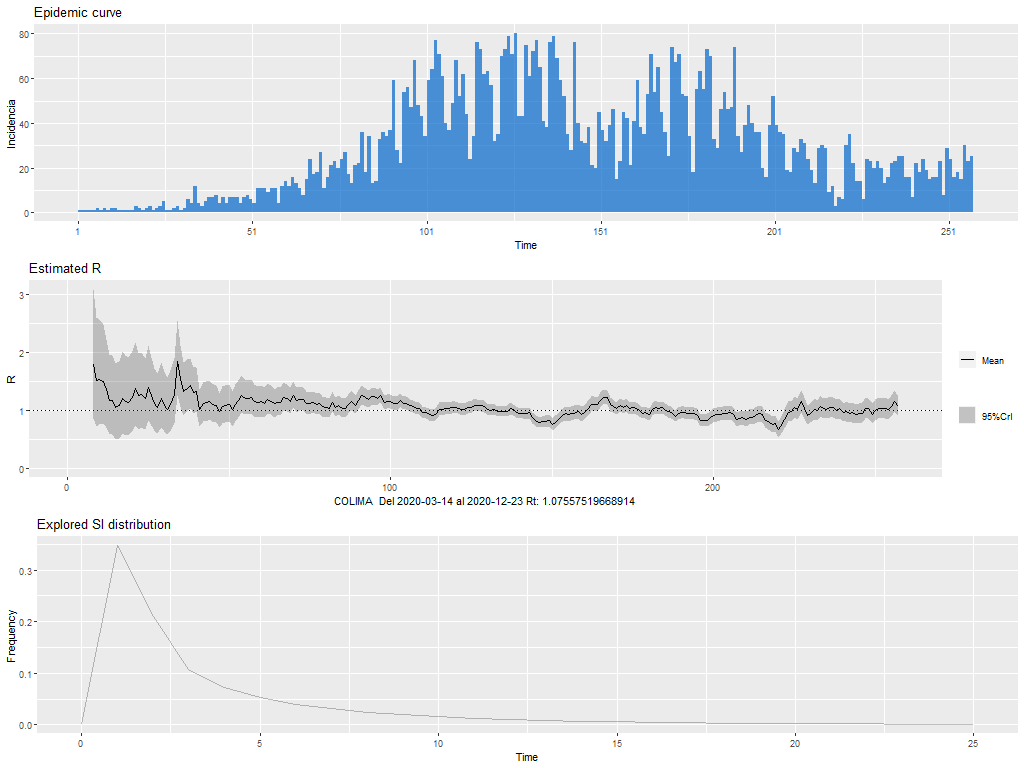 Epidemic curve
80
60
40
20
0
Incidencia
1 51 101 151 201 251
Time
Estimated R
3
2
1
0
R
0 100 200
COLIMA Del 2020-03-14 al 2020-12-23 Rt: 1.07557519668914
Mean
95%CrI
Explored SI distribution
0.3
0.2
0.1
0.0
Frequency
0 5 10 15 20 25
Time